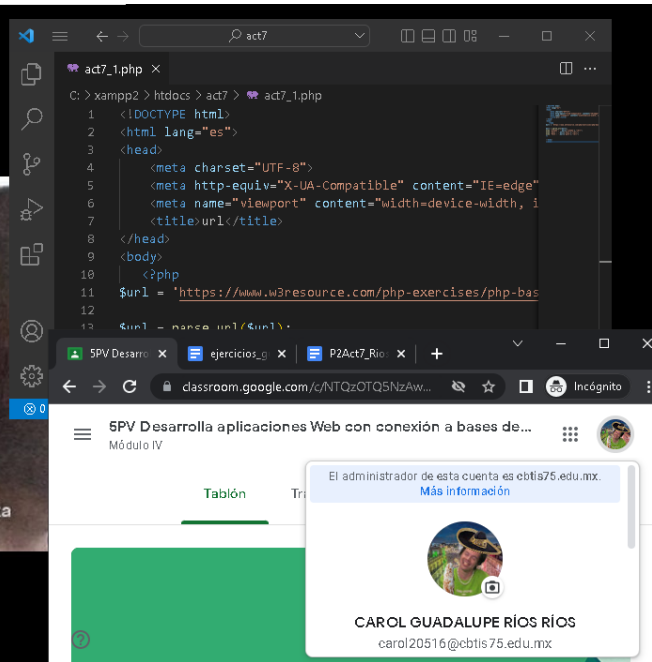 act7
act7_1.php
C: > xampp2 > htdocs > act7 > act7_1.php
1 <!DOCTYPE html>
2 <html lang="es">
3 <head>
4 <meta charset="UTF-8">
5 <meta http-equiv="X-UA-Compatible" content="IE=edge"
6 <meta name="viewport" content="width=device-width, i
7 <title>url</title>
8 </head>
9 <body>
10 <?php
11 $url = 'https://www.w3resource.com/php-exercises/php-bas
12
13 $url = parse_url($url);
0
5PV Desarro
ejercicios_g
P2Act7_Rio
classroom.google.com/c/NTQzOTQ5NzAw...
Incógnito
5PV Desarrolla aplicaciones Web con conexión a bases de...
Módulo IV
Tablón
Tr
El administrador de esta cuenta es cbtis75.edu.mx.
Más información
CAROL GUADALUPE RÍOS RÍOS
carol20516@cbtis75.edu.mx